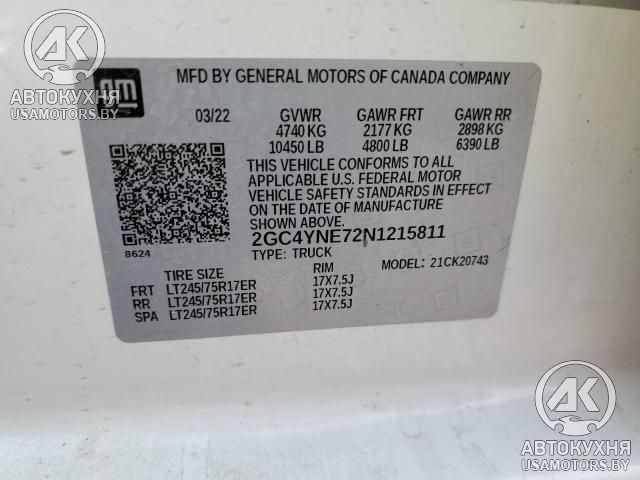 gm
MFD BY GENERAL MOTORS OF CANADA COMPANY
03/22 GVWR GAWR FRT GAWR RR
4740 KG 2177 KG 2898 KG
10450 LB 4800 LB 6390 LB
THIS VEHICLE CONFORMS TO ALL
APPLICABLE U.S. FEDERAL MOTOR
VEHICLE SAFETY STANDARDS IN EFFECT
ON THE DATE OF MANUFACTURE
SHOWN ABOVE.
8624
2GC4YNE72N1215811
TYPE: TRUCK MODEL: 21CK20743
TIRE SIZE RIM
FRT LT245/75R17ER 17X7.5J
RR LT245/75R17ER 17X7.5J
SPA LT245/75R17ER 17X7.5J
АК
АВТОКУХНЯ
USAMOTORS.BY
АК
АВТОКУХНЯ
USAMOTORS.BY
АК
АВТОКУХНЯ
USAMOTORS.BY